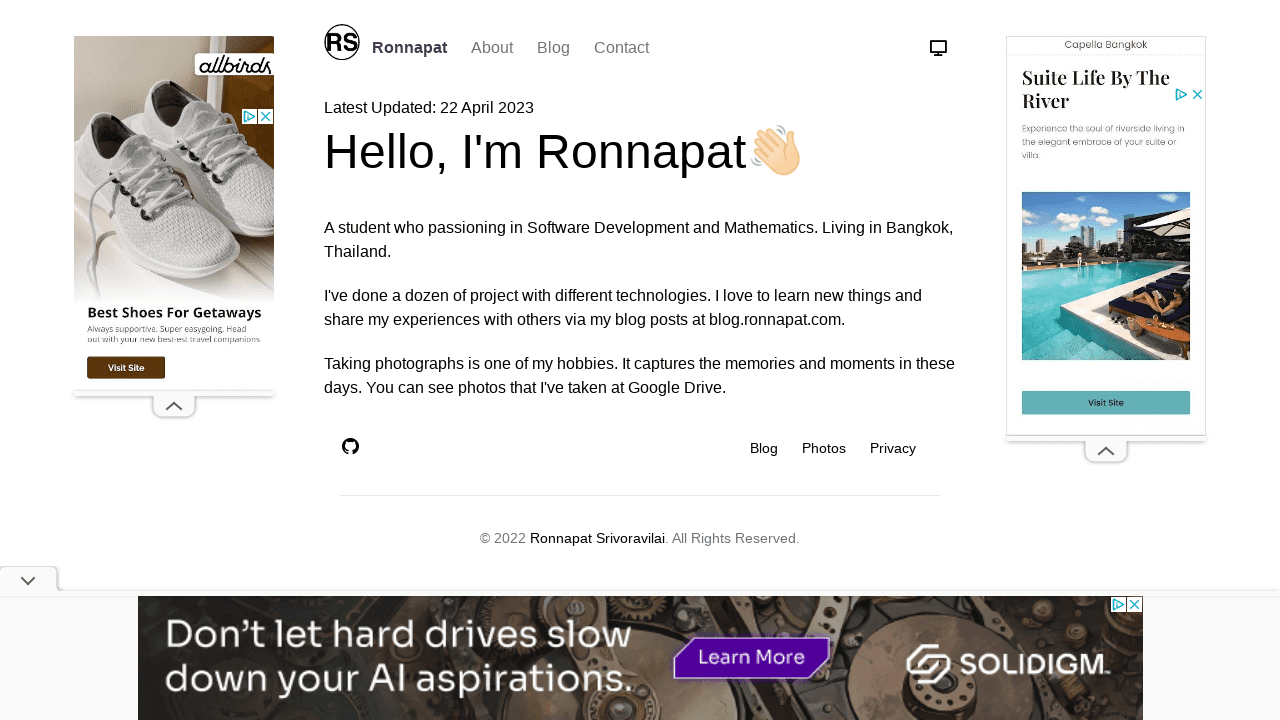 RS Ronnapat About Blog Contact
allbirds
Best Shoes For Getaways
Always supportive. Super easygoing. Head
out with your new best-est travel companions
Visit Site
Latest Updated: 22 April 2023
Hello, I'm Ronnapat
A student who passioning in Software Development and Mathematics. Living in Bangkok,
Thailand.
I've done a dozen of project with different technologies. I love to learn new things and
share my experiences with others via my blog posts at blog.ronnapat.com.
Taking photographs is one of my hobbies. It captures the memories and moments in these
days. You can see photos that I've taken at Google Drive.
Blog Photos Privacy
© 2022 Ronnapat Srivoravilai. All Rights Reserved.
Capella Bangkok
Suite Life By The
River
Experience the soul of riverside living in
the elegant embrace of your suite or
villa.
Visit Site
Don't let hard drives slow
down your AI aspirations.
Learn More
SOLIDIGM